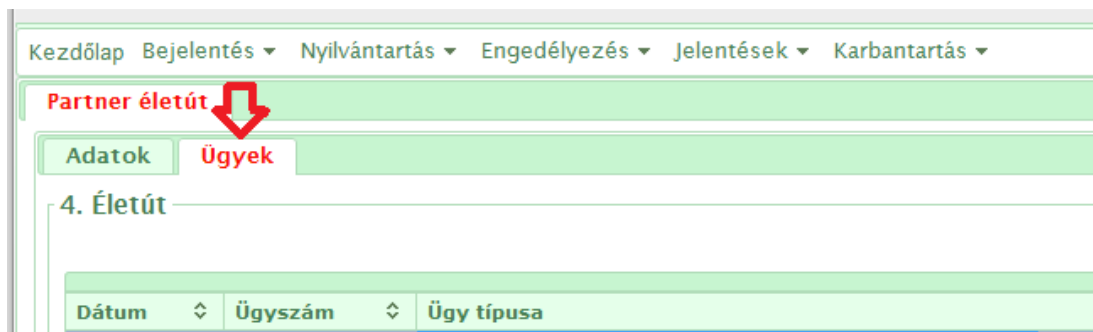 Kezdőlap Bejelentés Nyilvántartás Engedélyezés Jelentések Karbantartás
Partner életút
Adatok Ügyek
4. Életút
Dátum Ügyszám Ügy típusa